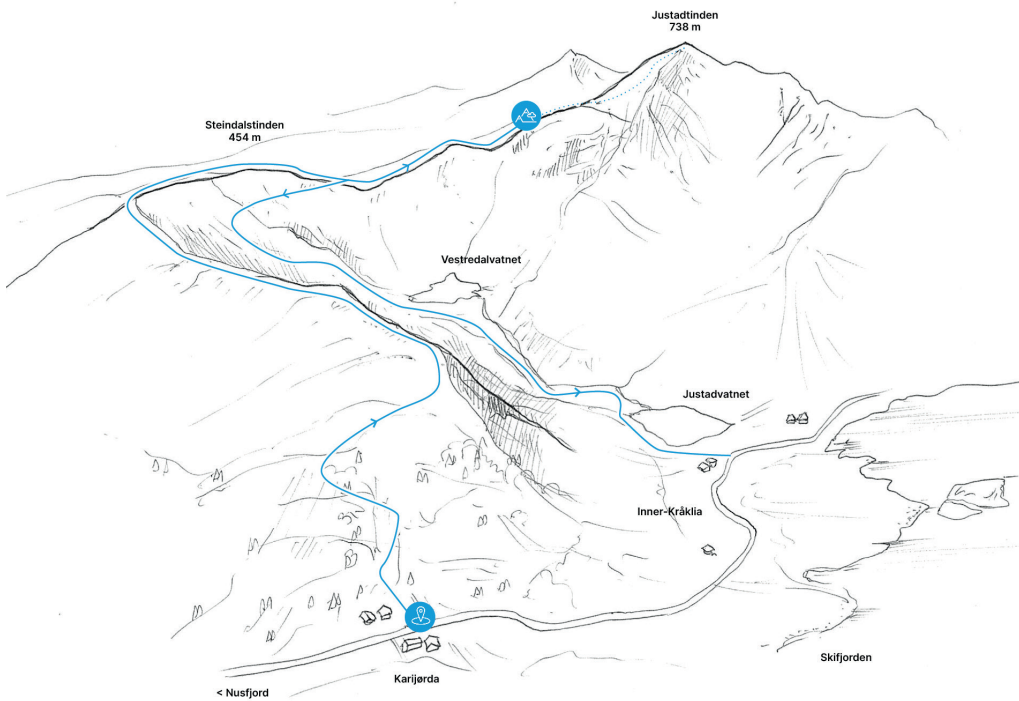 Justadtinden
738 m
Steindalstinden
454 m
Vestredalvatnet
Justadvatnet
Inner-Kråklia
Skifjorden
Karijørda
< Nusfjord